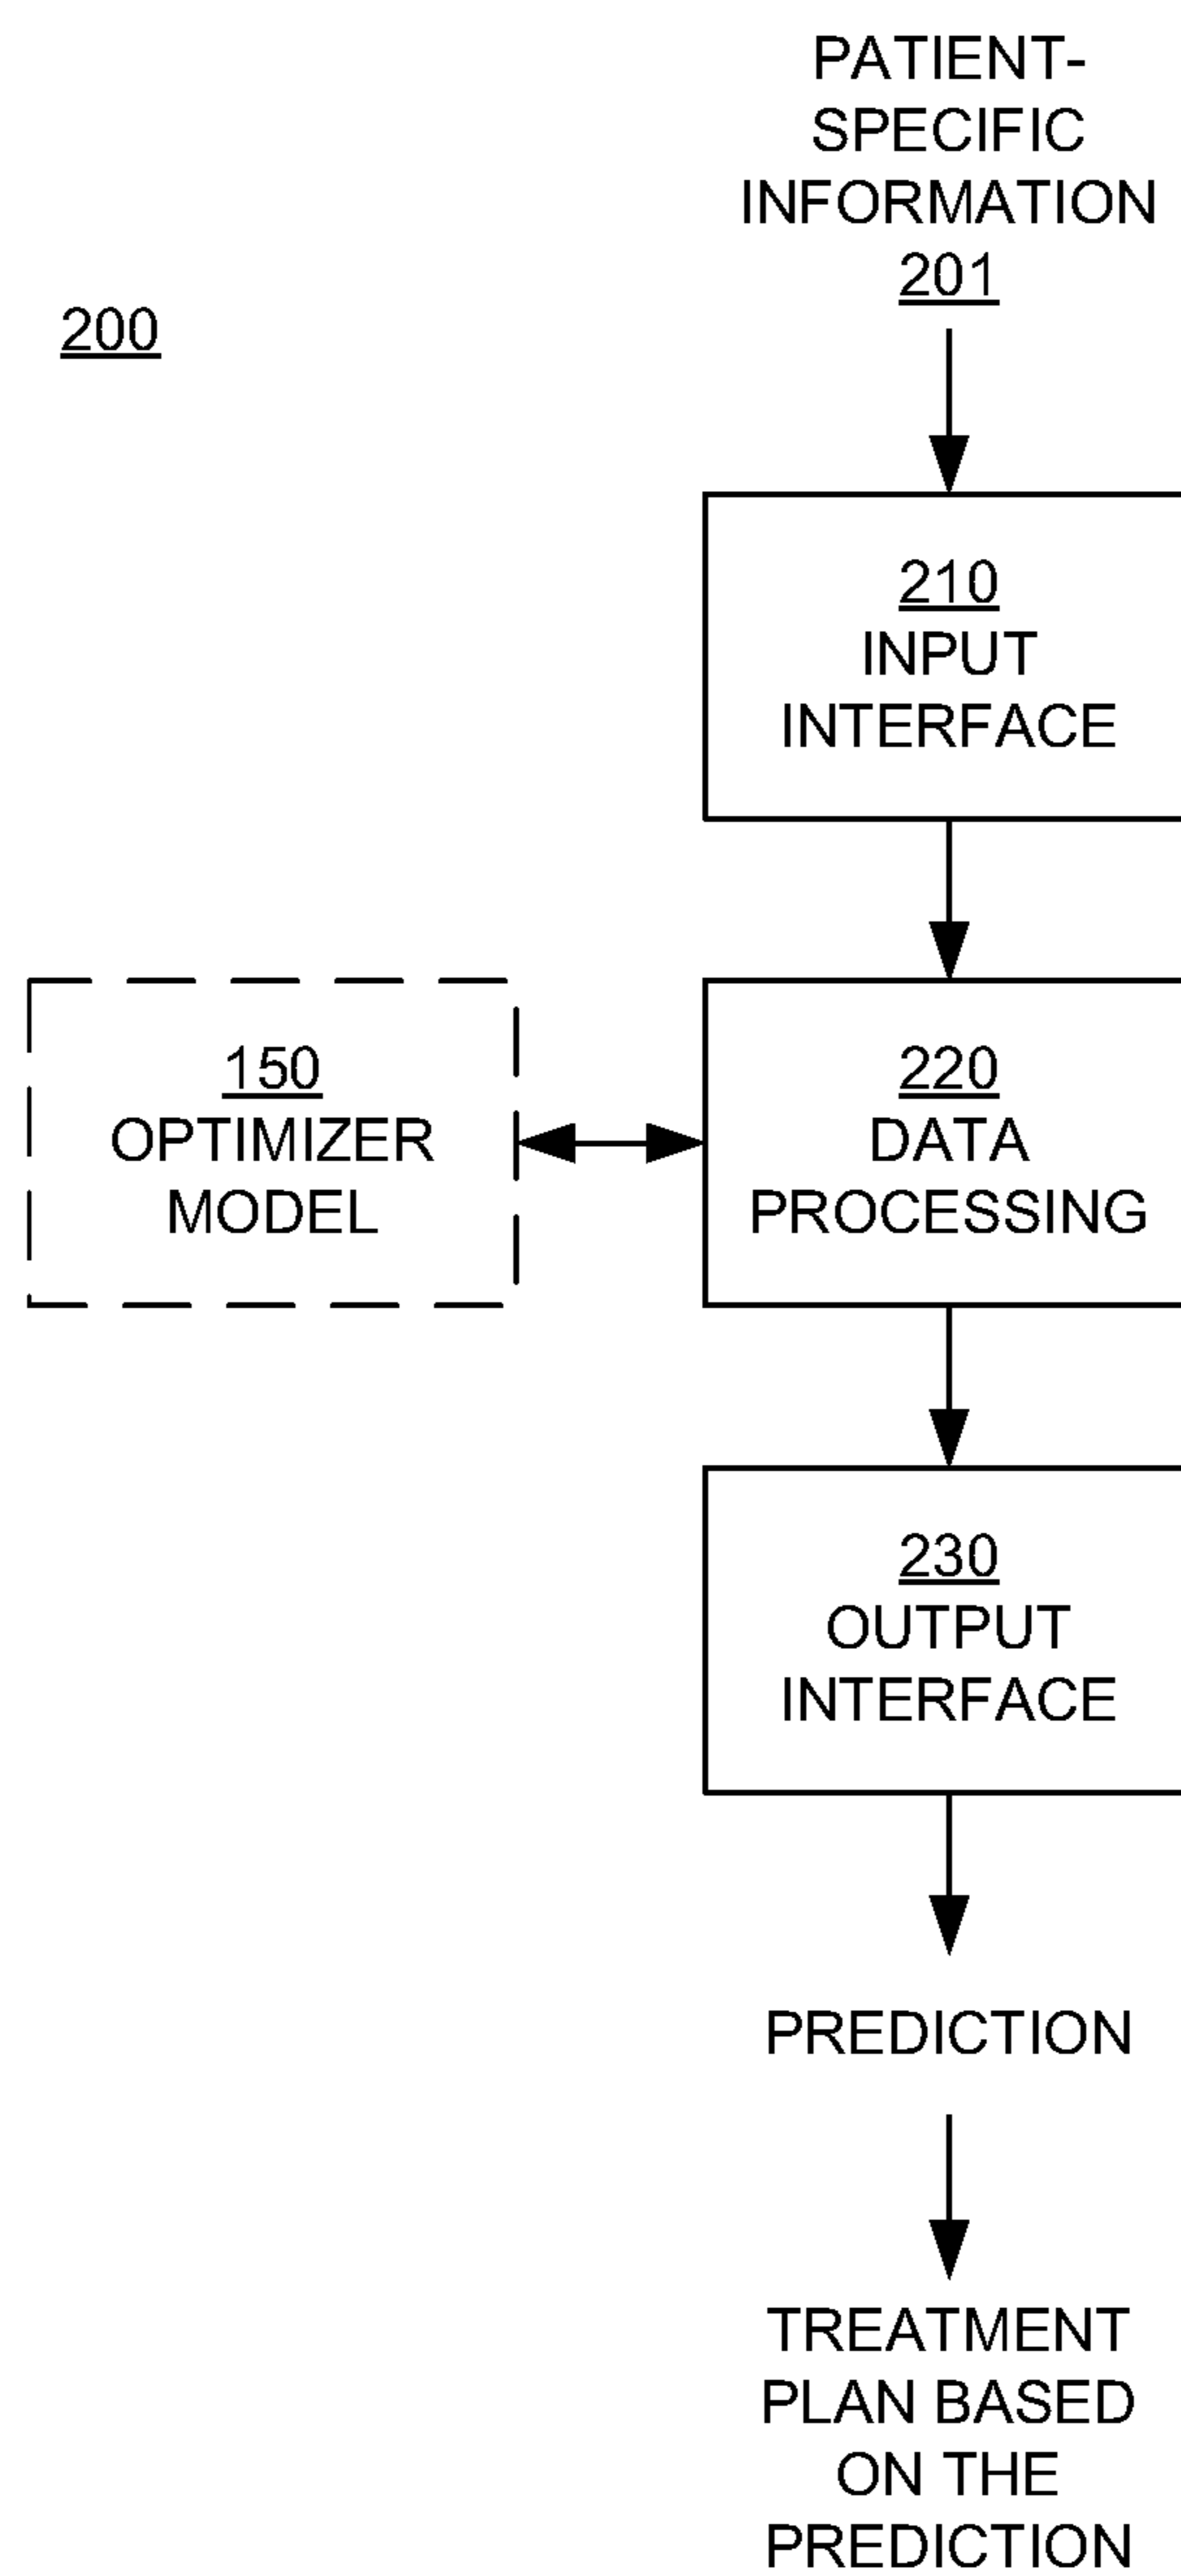 PATIENT-
SPECIFIC
INFORMATION
201
200
210
INPUT
INTERFACE
150
OPTIMIZER
MODEL
220
DATA
PROCESSING
230
OUTPUT
INTERFACE
PREDICTION
TREATMENT
PLAN BASED
ON THE
PREDICTION